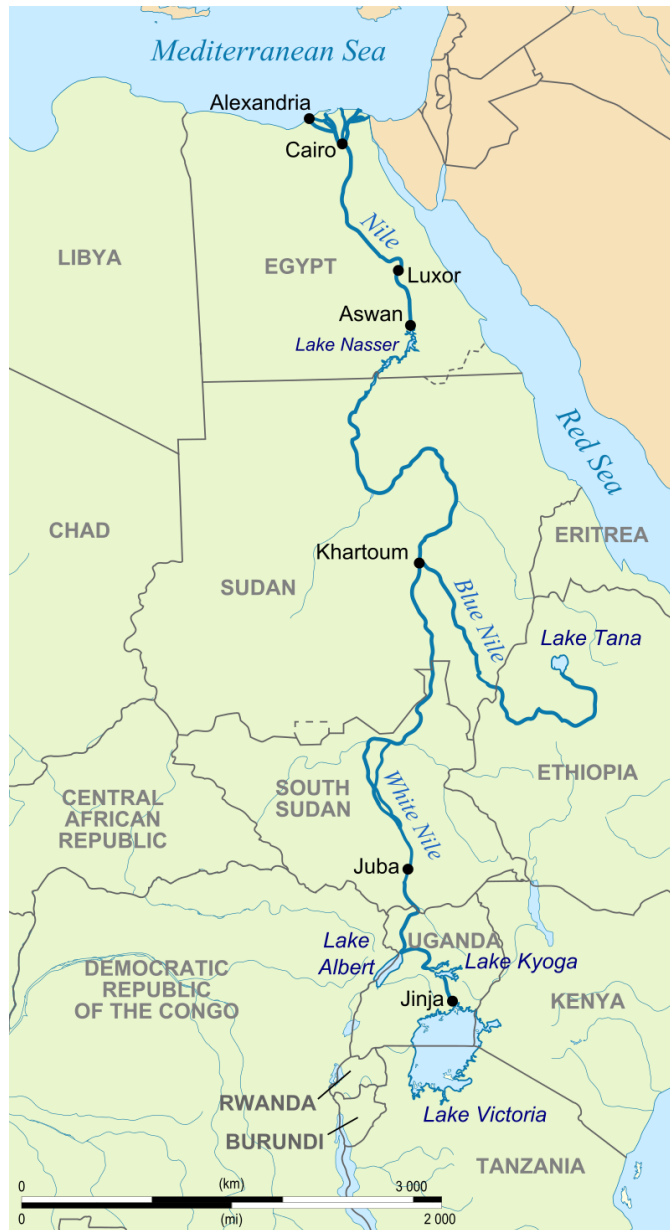 Mediterranean Sea
Alexandria
Cairo
Nile
LIBYA
EGYPT
Luxor
Aswan
Lake Nasser
Red Sea
CHAD
ERITREA
Khartoum
SUDAN
Blue Nile
Lake Tana
ETHIOPIA
SOUTH
SUDAN
CENTRAL
AFRICAN
REPUBLIC
White Nile
Juba
Lake
Albert
UGANDA
Lake Kyoga
DEMOCRATIC
REPUBLIC
OF THE CONGO
Jinja
KENYA
RWANDA
Lake Victoria
BURUNDI
TANZANIA
0 (km) 3 000
0 (mi) 2 000